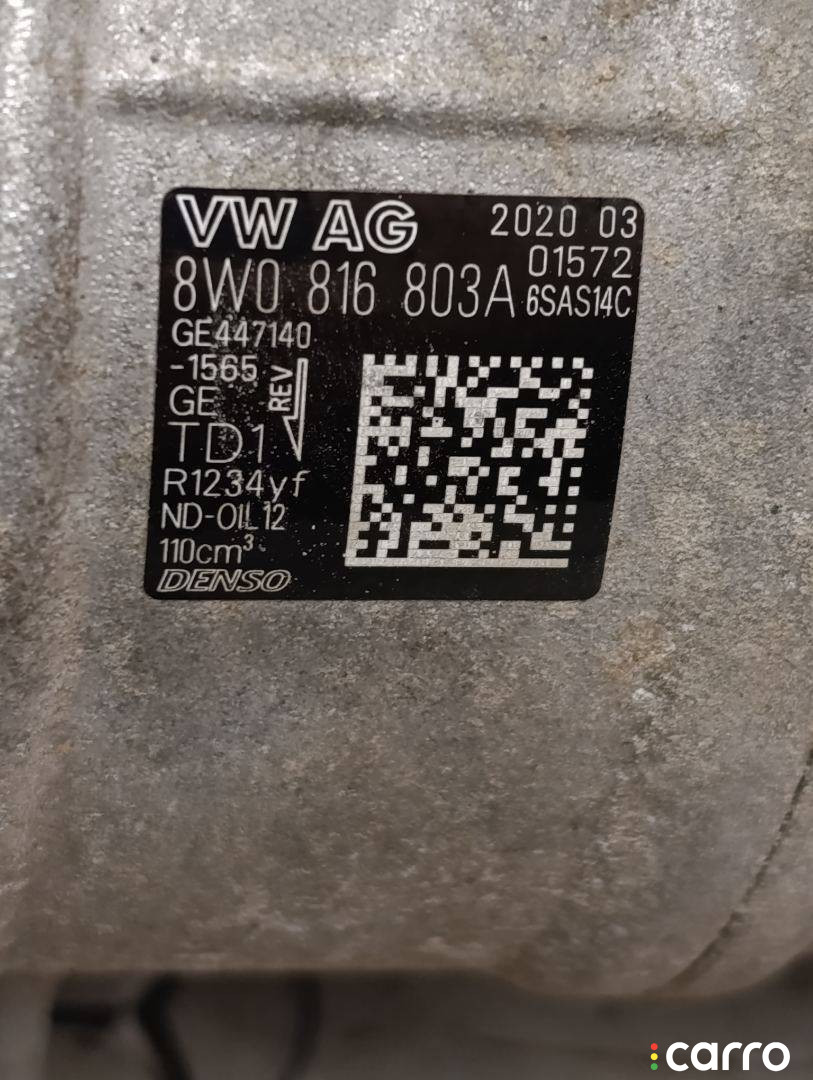 VW AG 2020 03
01572
8W0 816 803A 6SAS14C
GE447140
-1565
GE
REV
TD1
R1234yf
ND-OIL12
110cm³
DENSO
carro